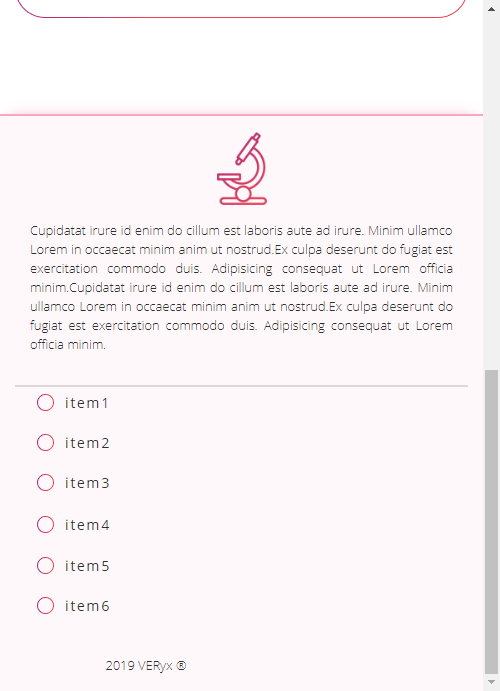 Cupidatat irure id enim do cillum est laboris aute ad irure. Minim ullamco
Lorem in occaecat minim anim ut nostrud.Ex culpa deserunt do fugiat est
exercitation commodo duis. Adipisicing consequat ut Lorem officia
minim.Cupidatat irure id enim do cillum est laboris aute ad irure. Minim
ullamco Lorem in occaecat minim anim ut nostrud.Ex culpa deserunt do
fugiat est exercitation commodo duis. Adipisicing consequat ut Lorem
officia minim.
item1
item2
item3
item4
item5
item6
2019 VERyx ®